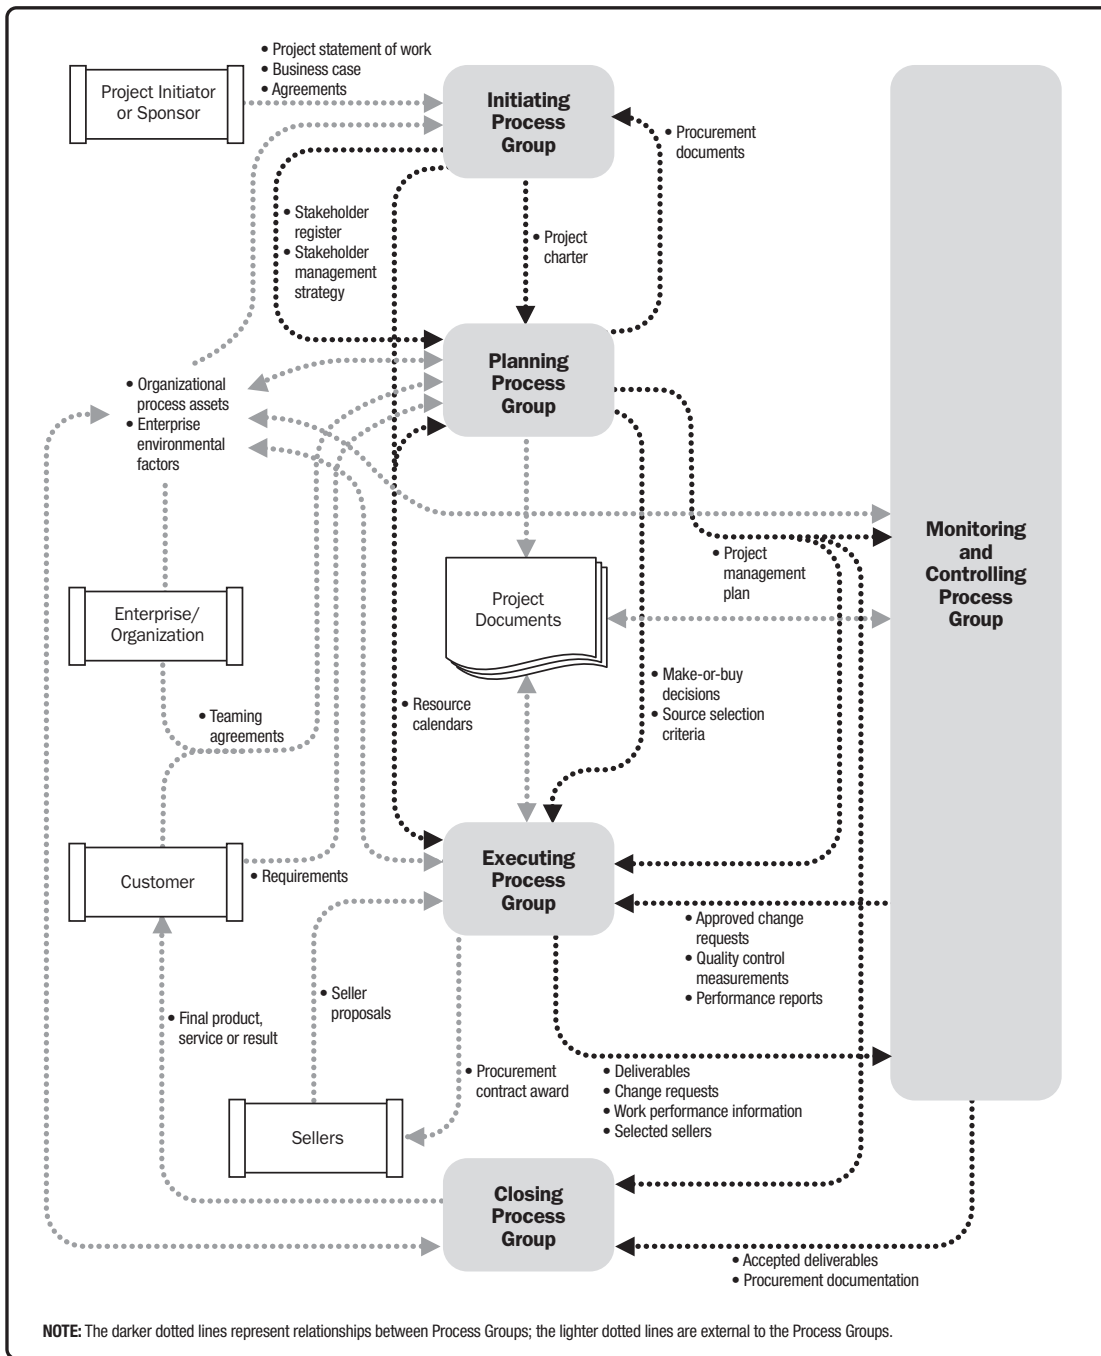 • Project statement of work
• Business case
• Agreements
Project Initiator
or Sponsor
Initiating
Process
Group
• Procurement
documents
• Stakeholder
register
• Stakeholder
management
strategy
• Project
charter
Planning
Process
Group
• Organizational
process assets
• Enterprise
environmental
factors
Monitoring
and
Controlling
Process
Group
• Project
management
plan
Project
Documents
Enterprise/
Organization
• Make-or-buy
decisions
• Source selection
criteria
• Resource
calendars
• Teaming
agreements
Executing
Process
Group
Customer
• Requirements
• Approved change
requests
• Quality control
measurements
• Performance reports
• Seller
proposals
• Final product,
service or result
• Procurement
contract award
• Deliverables
• Change requests
• Work performance information
• Selected sellers
Sellers
Closing
Process
Group
• Accepted deliverables
• Procurement documentation
NOTE: The darker dotted lines represent relationships between Process Groups; the lighter dotted lines are external to the Process Groups.